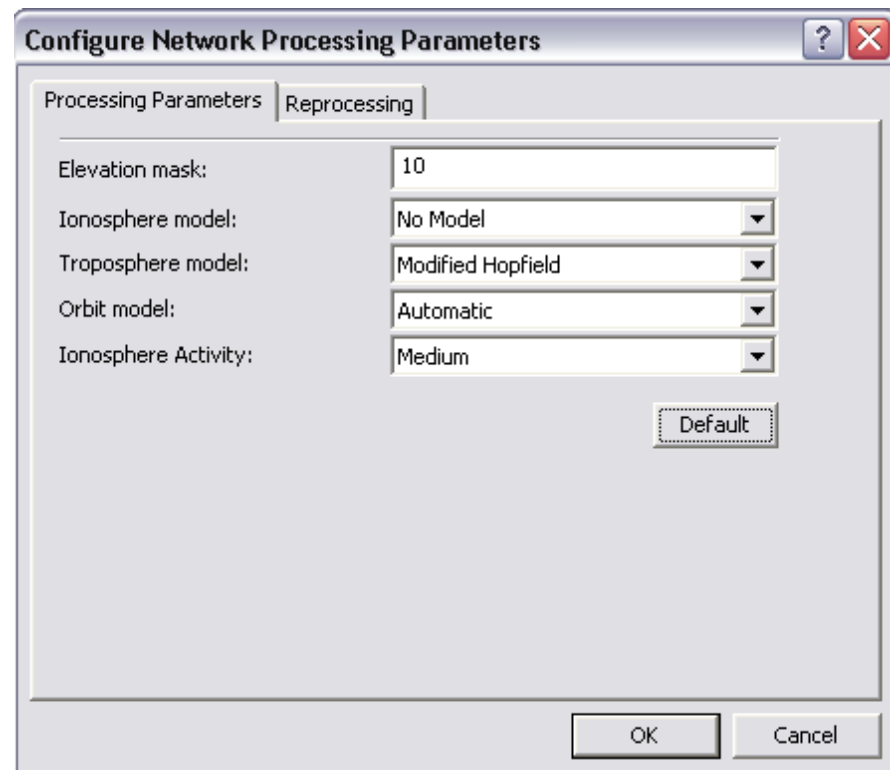 Configure Network Processing Parameters ?
Processing Parameters Reprocessing
Elevation mask: 10
Ionosphere model: No Model
Troposphere model: Modified Hopfield
Orbit model: Automatic
Ionosphere Activity: Medium
Default
OK Cancel